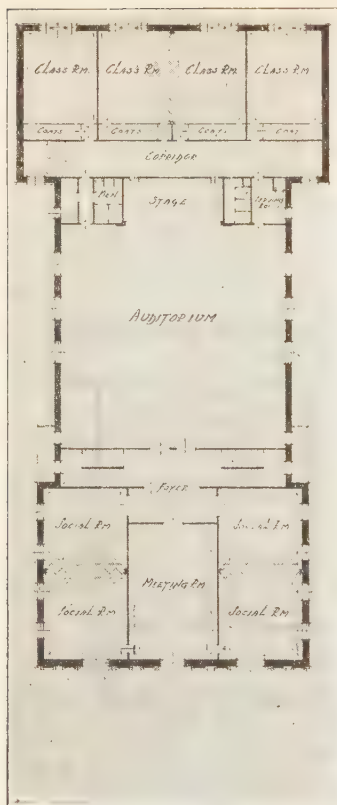 CLASS RM. CLASS RM. CLASS RM. CLASS RM.
COATS COATS COATS COATS
CORRIDOR
MEN STAGE
AUDITORIUM
FOYER
SOCIAL RM SOCIAL RM
MEETING RM
SOCIAL RM SOCIAL RM